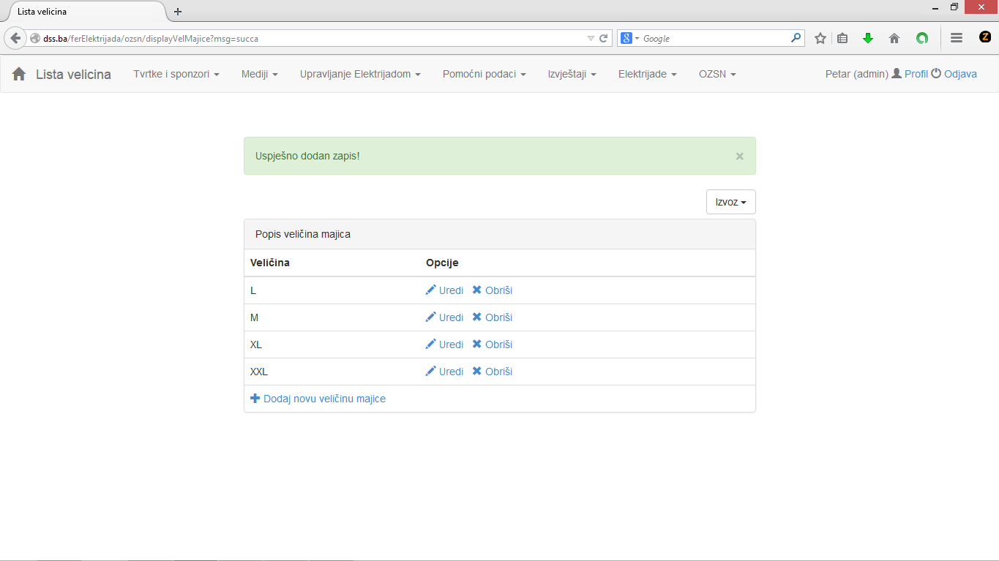 Lista velicina
dss.ba/ferElektrijada/ozsn/displayVelMajice?msg=succa
Google
Lista velicina Tvrtke i sponzori Mediji Upravljanje Elektrijadom Pomoćni podaci Izvještaji Elektrijade OZSN Petar (admin) Profil Odjava
Uspješno dodan zapis!
Izvoz
Popis veličina majica
Veličina Opcije
L Uredi Obriši
M Uredi Obriši
XL Uredi Obriši
XXL Uredi Obriši
Dodaj novu veličinu majice